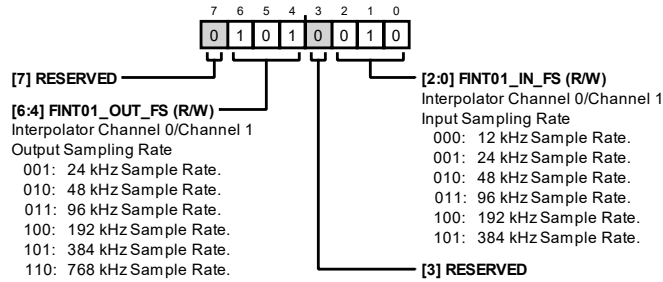 7 6 5 4 3 2 1 0
0 1 0 1 0 0 1 0
[7] RESERVED
[6:4] FINT01_OUT_FS (R/W)
Interpolator Channel 0/Channel 1
Output Sampling Rate
001: 24 kHz Sample Rate.
010: 48 kHz Sample Rate.
011: 96 kHz Sample Rate.
100: 192 kHz Sample Rate.
101: 384 kHz Sample Rate.
110: 768 kHz Sample Rate.
[2:0] FINT01_IN_FS (R/W)
Interpolator Channel 0/Channel 1
Input Sampling Rate
000: 12 kHz Sample Rate.
001: 24 kHz Sample Rate.
010: 48 kHz Sample Rate.
011: 96 kHz Sample Rate.
100: 192 kHz Sample Rate.
101: 384 kHz Sample Rate.
[3] RESERVED